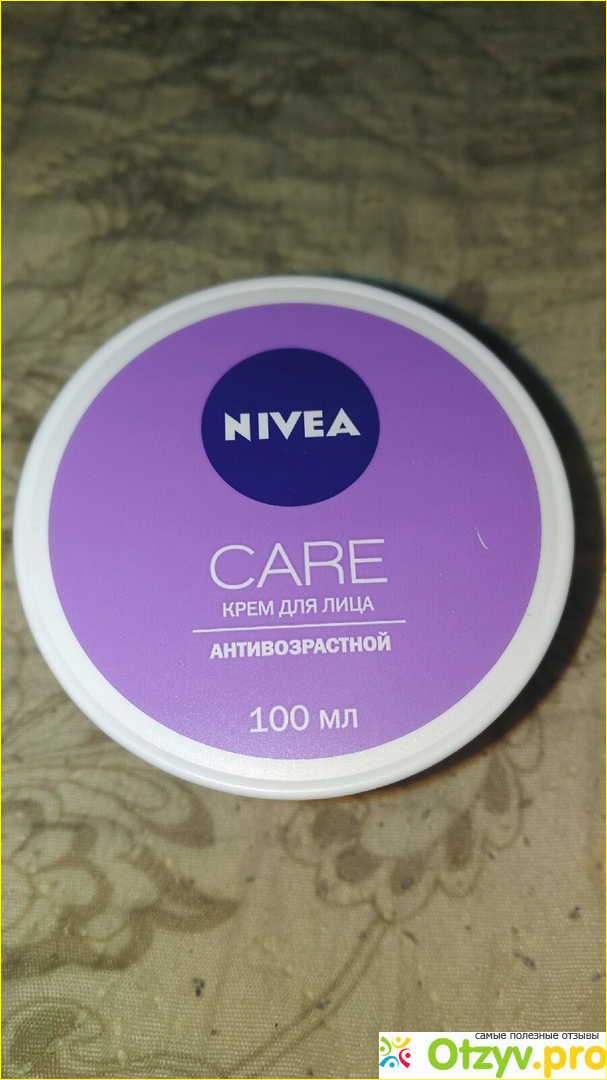 NIVEA
CARE
КРЕМ ДЛЯ ЛИЦА
АНТИВОЗРАСТНОЙ
100 мл
самые полезные отзывы
Otzyv.pro